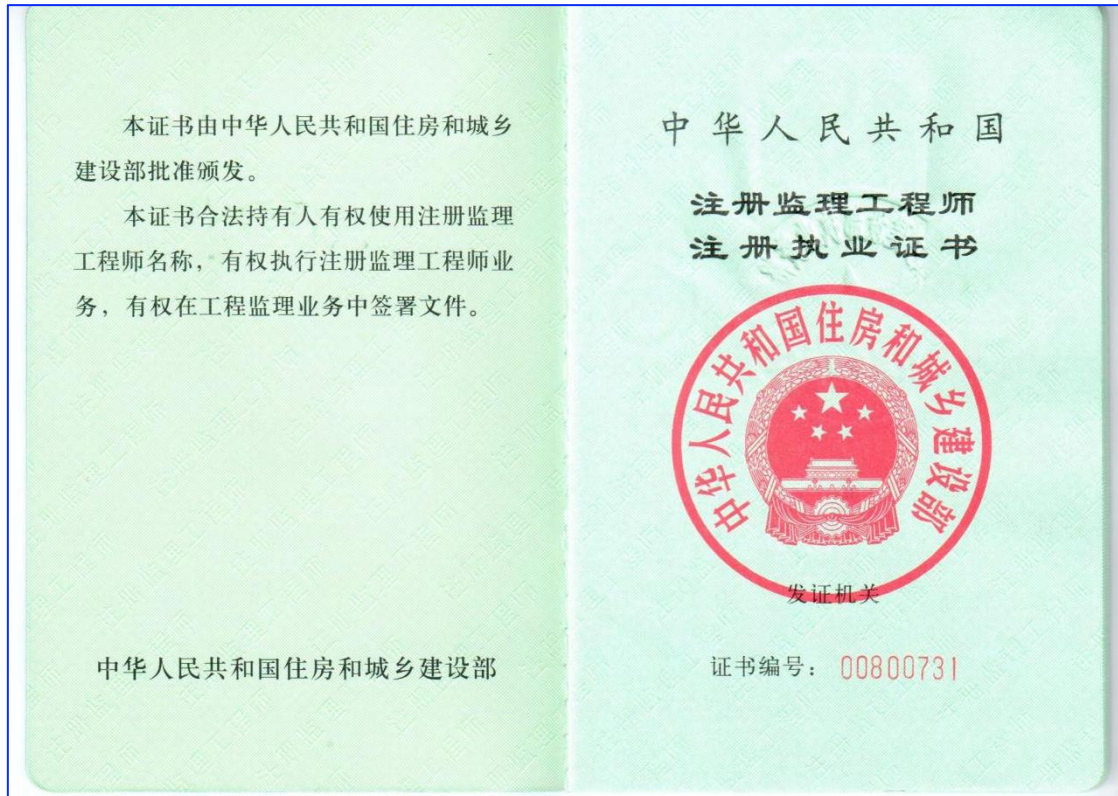 本证书由中华人民共和国住房和城乡
建设部批准颁发。
本证书合法持有人有权使用注册监理
工程师名称，有权执行注册监理工程师业
务，有权在工程监理业务中签署文件。
中华人民共和国住房和城乡建设部
中华人民共和国
注册监理工程师
注册执业证书
中华人民共和国住房和城乡建设部
发证机关
证书编号：00800731